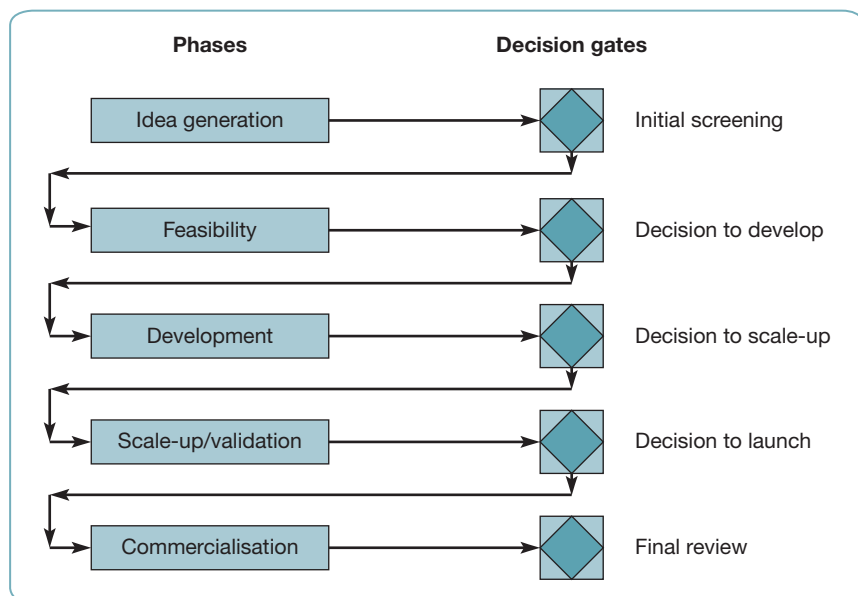 Phases
Decision gates
Idea generation
Initial screening
Feasibility
Decision to develop
Development
Decision to scale-up
Scale-up/validation
Decision to launch
Commercialisation
Final review